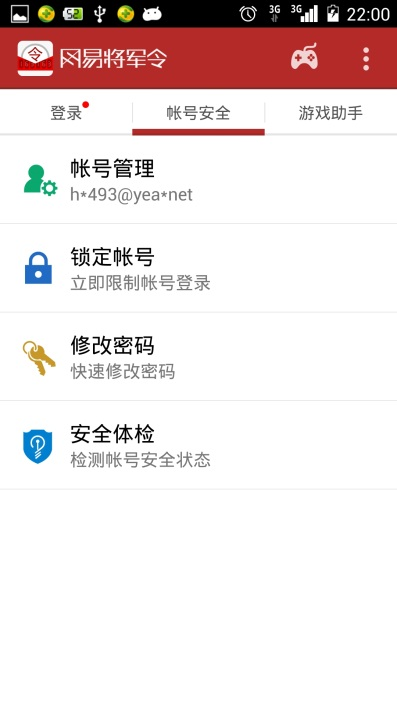 52
3G
3G
22:00
令
网易将军令
登录
帐号安全
游戏助手
帐号管理
h*493@yea*net
锁定帐号
立即限制帐号登录
修改密码
快速修改密码
安全体检
检测帐号安全状态